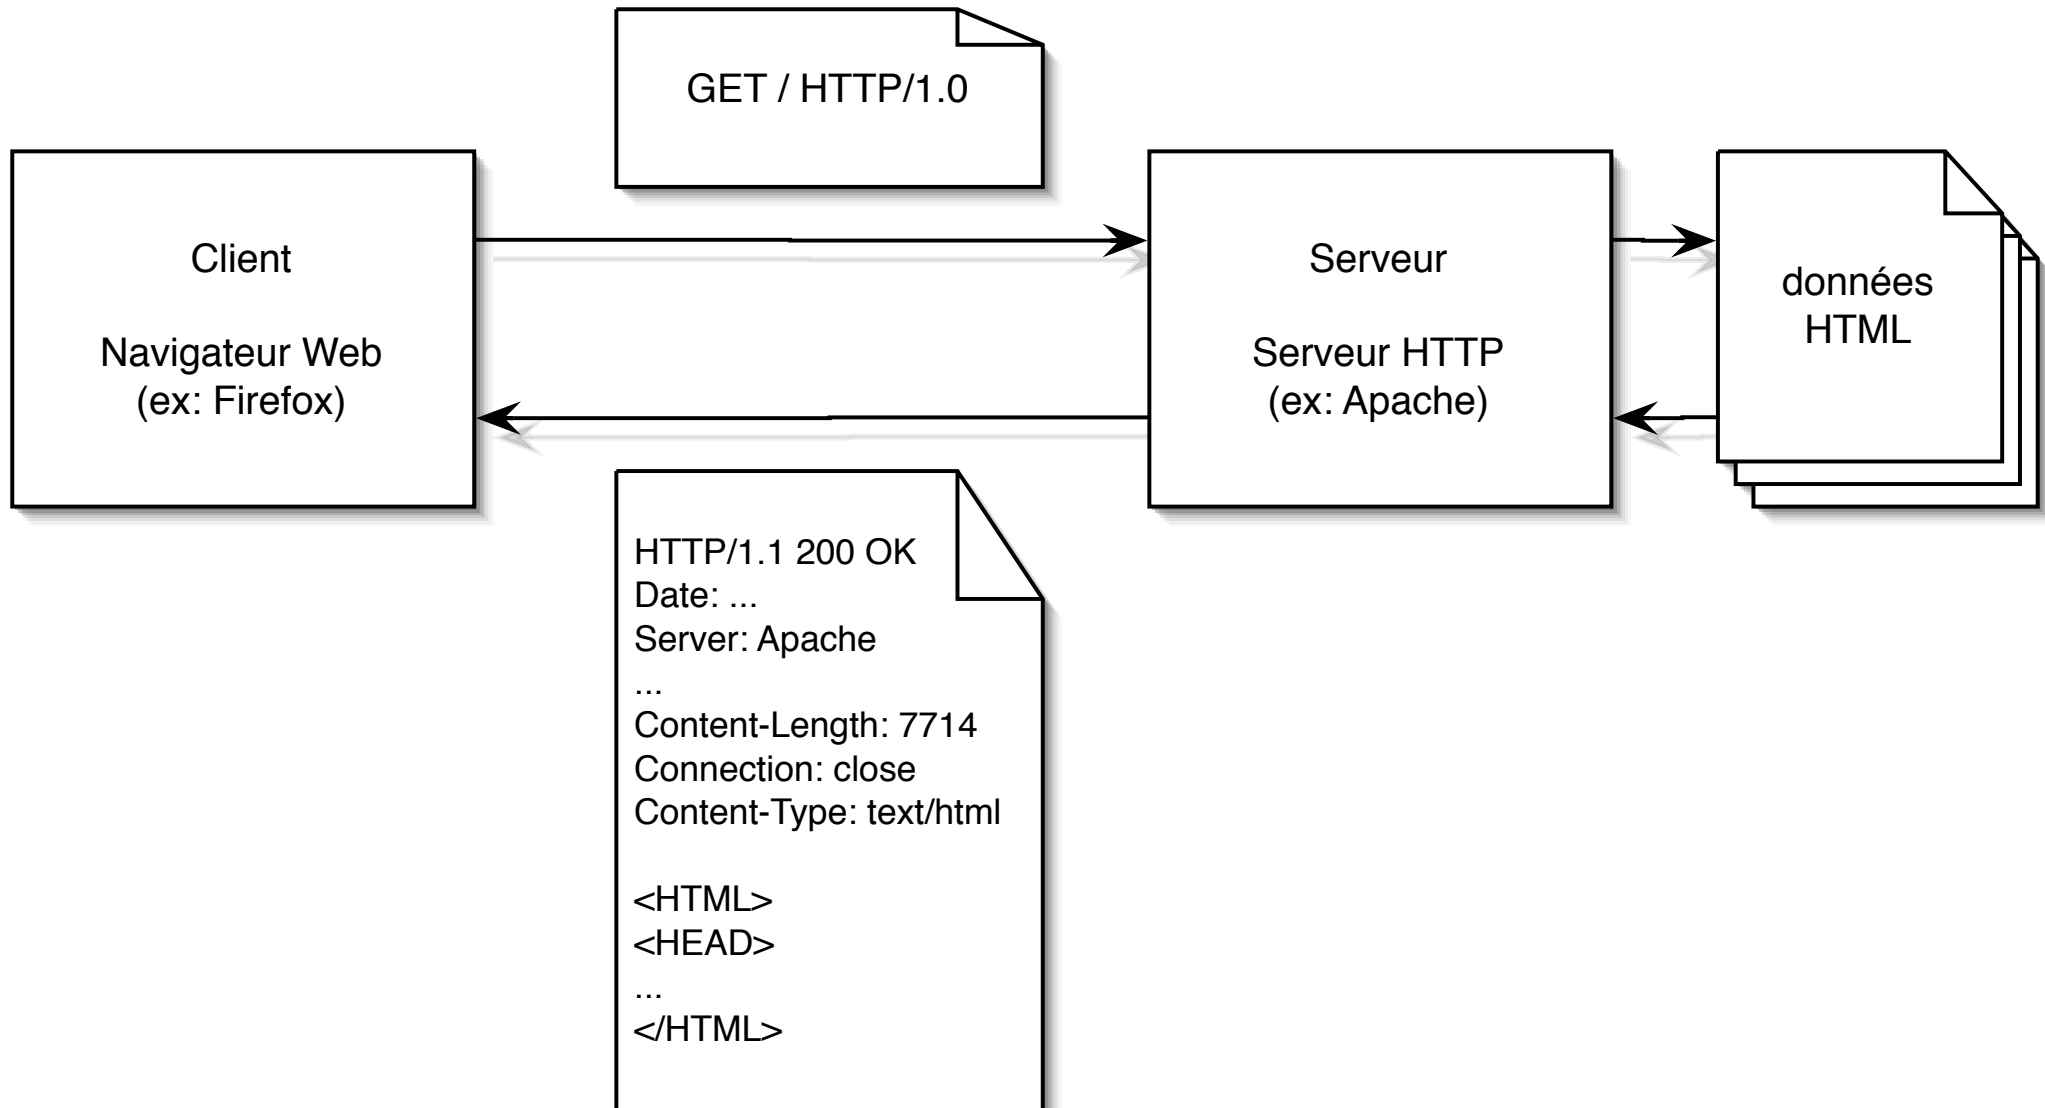 GET / HTTP/1.0
Client
Navigateur Web
(ex: Firefox)
Serveur
Serveur HTTP
(ex: Apache)
données
HTML
HTTP/1.1 200 OK
Date: ...
Server: Apache
...
Content-Length: 7714
Connection: close
Content-Type: text/html
<HTML>
<HEAD>
...
</HTML>